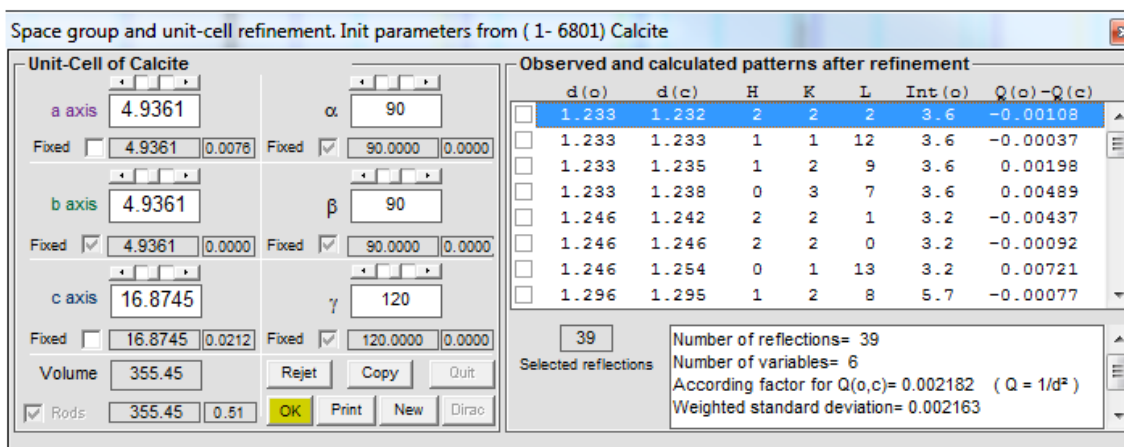 Space group and unit-cell refinement. Init parameters from ( 1- 6801) Calcite
Unit-Cell of Calcite
a axis 4.9361 α 90
Fixed 4.9361 0.0076 Fixed 90.0000 0.0000
b axis 4.9361 β 90
Fixed 4.9361 0.0000 Fixed 90.0000 0.0000
c axis 16.8745 γ 120
Fixed 16.8745 0.0212 Fixed 120.0000 0.0000
Volume 355.45 Rejet Copy Quit
Rods 355.45 0.51 OK Print New Dirac
Observed and calculated patterns after refinement
d(o) d(c) H K L Int(o) Q(o)-Q(c)
1.233 1.232 2 2 2 3.6 -0.00108
1.233 1.233 1 1 12 3.6 -0.00037
1.233 1.235 1 2 9 3.6 0.00198
1.233 1.238 0 3 7 3.6 0.00489
1.246 1.242 2 2 1 3.2 -0.00437
1.246 1.246 2 2 0 3.2 -0.00092
1.246 1.254 0 1 13 3.2 0.00721
1.296 1.295 1 2 8 5.7 -0.00077
39
Selected reflections
Number of reflections= 39
Number of variables= 6
According factor for Q(o,c)= 0.002182 ( Q = 1/d² )
Weighted standard deviation= 0.002163